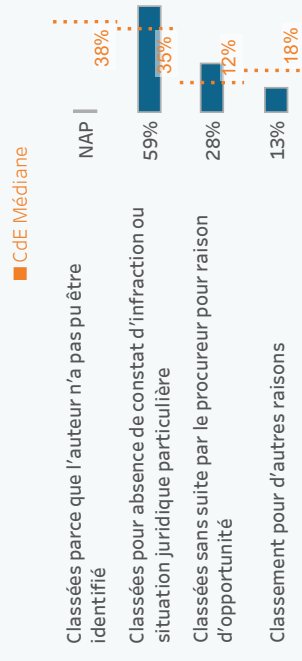 CdE Médiane
Classées parce que l'auteur n'a pas pu être
identifié
NAP
38%
Classées pour absence de constat d'infraction ou
situation juridique particulière
59%
35%
Classées sans suite par le procureur pour raison
d'opportunité
28%
12%
Classement pour d'autres raisons
13%
18%